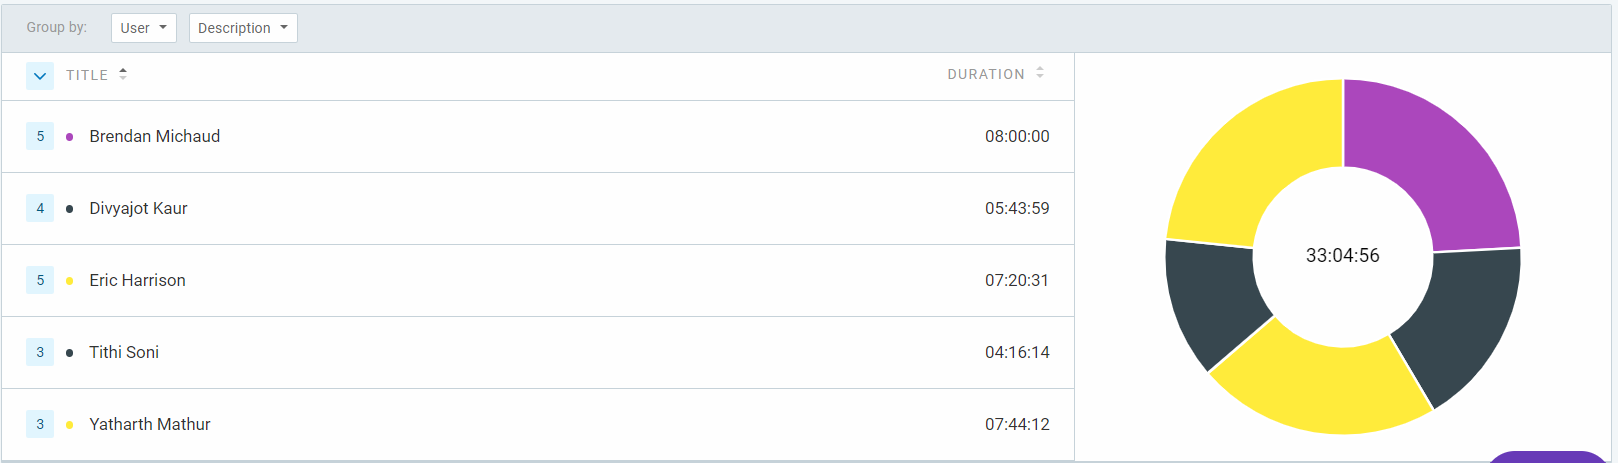 Group by: User Description
TITLE DURATION
5 Brendan Michaud 08:00:00
4 Divyajot Kaur 05:43:59
5 Eric Harrison 07:20:31
3 Tithi Soni 04:16:14
3 Yatharth Mathur 07:44:12
33:04:56